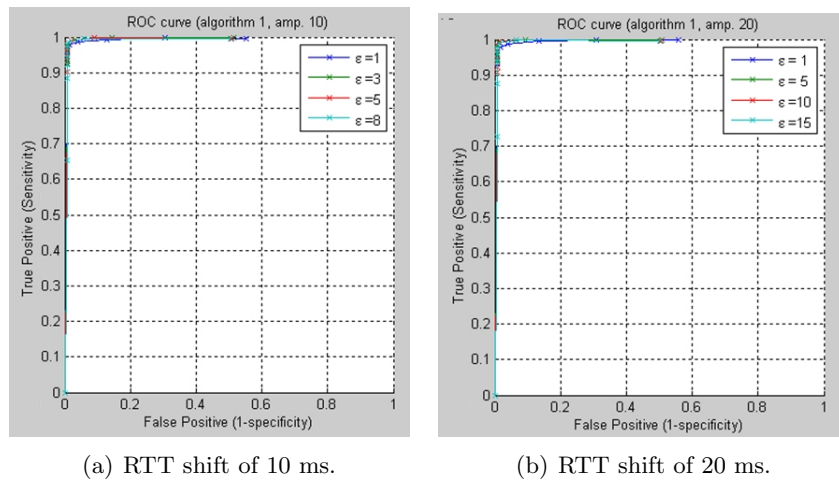 ROC curve (algorithm 1, amp. 10)
1
0.9
0.8
0.7
0.6
0.5
0.4
0.3
0.2
0.1
0
0 0.2 0.4 0.6 0.8 1
True Positive (Sensitivity)
False Positive (1-specificity)
ε=1
ε=3
ε=5
ε=8
(a) RTT shift of 10 ms.
ROC curve (algorithm 1, amp. 20)
1
0.9
0.8
0.7
0.6
0.5
0.4
0.3
0.2
0.1
0
0 0.2 0.4 0.6 0.8 1
True Positive (Sensitivity)
False Positive (1-specificity)
ε= 1
ε= 5
ε=10
ε=15
(b) RTT shift of 20 ms.